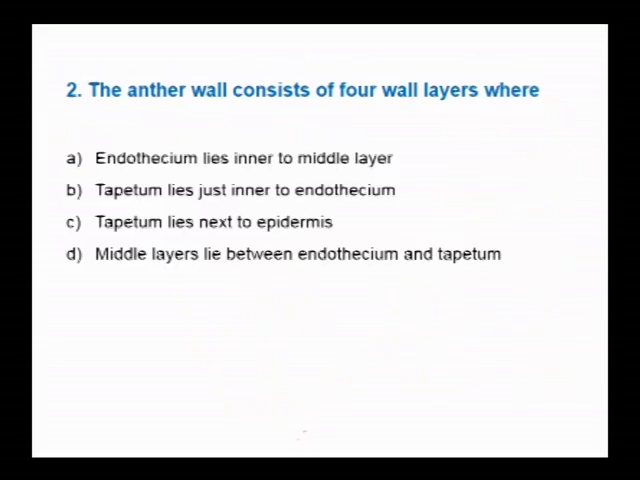 2. The anther wall consists of four wall layers where
a) Endothecium lies inner to middle layer
b) Tapetum lies just inner to endothecium
c) Tapetum lies next to epidermis
d) Middle layers lie between endothecium and tapetum